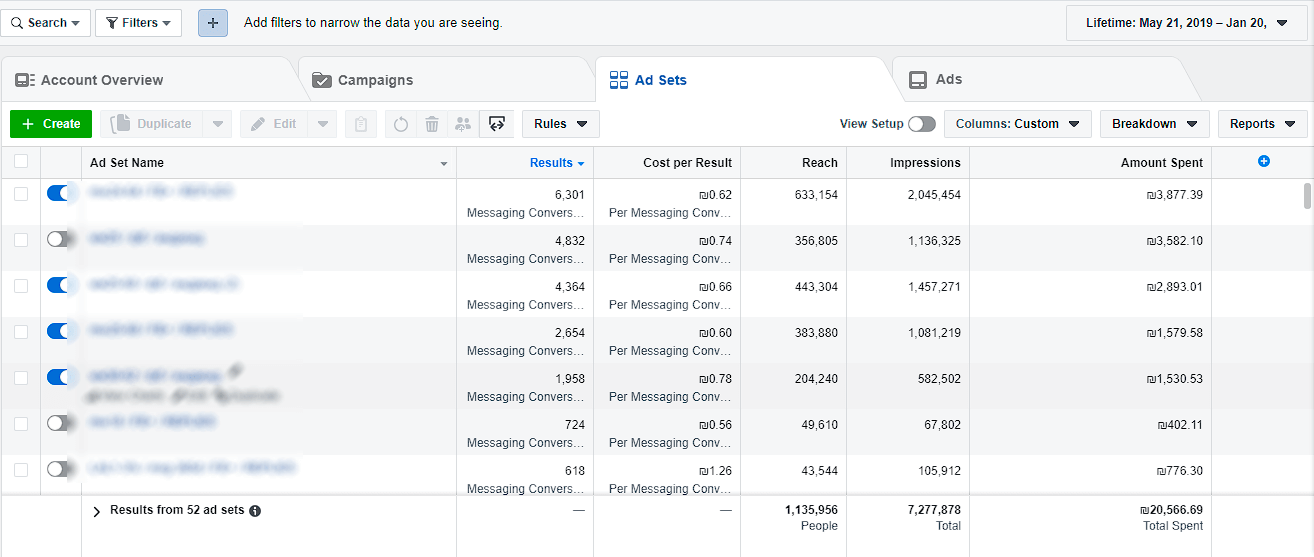 Search
Filters
+
Add filters to narrow the data you are seeing.
Lifetime: May 21, 2019 – Jan 20,
Account Overview
Campaigns
Ad Sets
Ads
+ Create
Duplicate
Edit
Rules
View Setup
Columns: Custom
Breakdown
Reports
Ad Set Name Results Cost per Result Reach Impressions Amount Spent
6,301 ₪0.62 633,154 2,045,454 ₪3,877.39
Messaging Convers... Per Messaging Conv...
4,832 ₪0.74 356,805 1,136,325 ₪3,582.10
Messaging Convers... Per Messaging Conv...
4,364 ₪0.66 443,304 1,457,271 ₪2,893.01
Messaging Convers... Per Messaging Conv...
2,654 ₪0.60 383,880 1,081,219 ₪1,579.58
Messaging Convers... Per Messaging Conv...
1,958 ₪0.78 204,240 582,502 ₪1,530.53
Messaging Convers... Per Messaging Conv...
724 ₪0.56 49,610 67,802 ₪402.11
Messaging Convers... Per Messaging Conv...
618 ₪1.26 43,544 105,912 ₪776.30
Messaging Convers... Per Messaging Conv...
Results from 52 ad sets — — 1,135,956 7,277,878 ₪20,566.69
People Total Total Spent